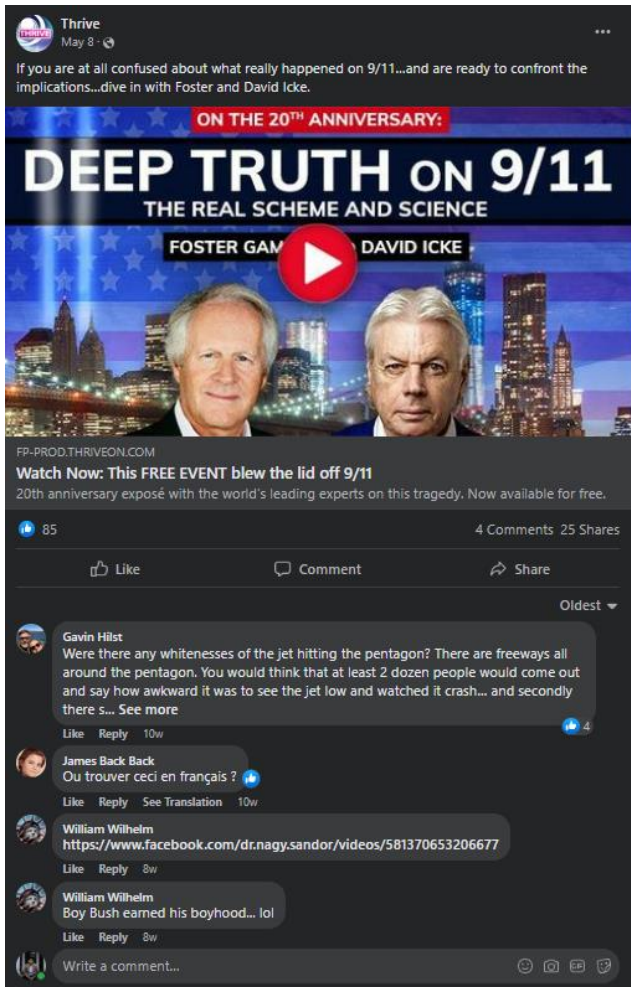 Thrive
May 8 ·
If you are at all confused about what really happened on 9/11...and are ready to confront the
implications...dive in with Foster and David Icke.
THRIVE
ON THE 20TH ANNIVERSARY:
DEEP TRUTH ON 9/11
THE REAL SCHEME AND SCIENCE
FOSTER GAM DAVID ICKE
FP-PROD.THRIVEON.COM
Watch Now: This FREE EVENT blew the lid off 9/11
20th anniversary exposé with the world's leading experts on this tragedy. Now available for free.
85
4 Comments 25 Shares
Like Comment Share
Oldest
Gavin Hilst
Were there any whitenesses of the jet hitting the pentagon? There are freeways all
around the pentagon. You would think that at least 2 dozen people would come out
and say how awkward it was to see the jet low and watched it crash... and secondly
there s... See more
4
Like Reply 10w
James Back Back
Ou trouver ceci en français ?
Like Reply See Translation 10w
William Wilhelm
https://www.facebook.com/dr.nagy.sandor/videos/581370653206677
Like Reply 8w
William Wilhelm
Boy Bush earned his boyhood... lol
Like Reply 8w
Write a comment...
GIF